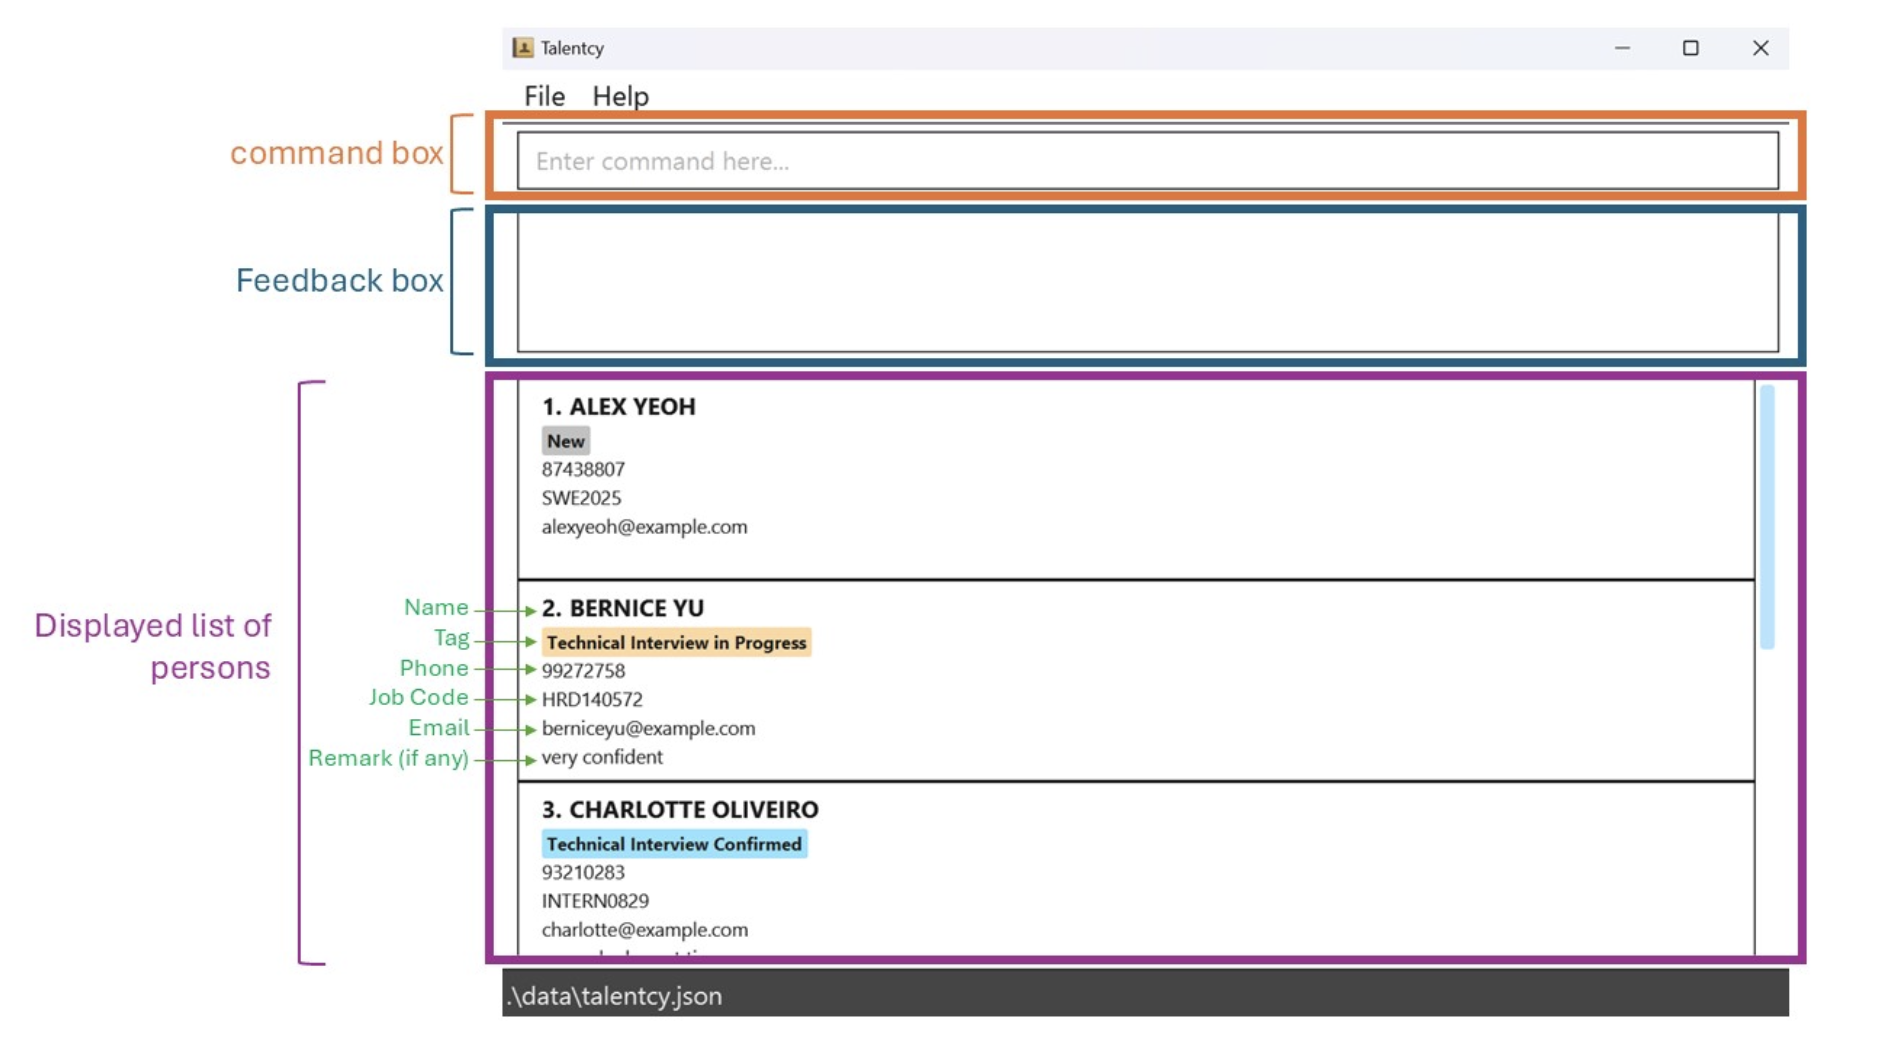 Talentcy
File Help
command box
Enter command here...
Feedback box
1. ALEX YEOH
New
87438807
SWE2025
alexyeoh@example.com
Displayed list of
persons
Name
2. BERNICE YU
Tag
Technical Interview in Progress
Phone
99272758
Job Code
HRD140572
Email
berniceyu@example.com
Remark (if any)
very confident
3. CHARLOTTE OLIVEIRO
Technical Interview Confirmed
93210283
INTERN0829
charlotte@example.com
.\data\talentcy.json